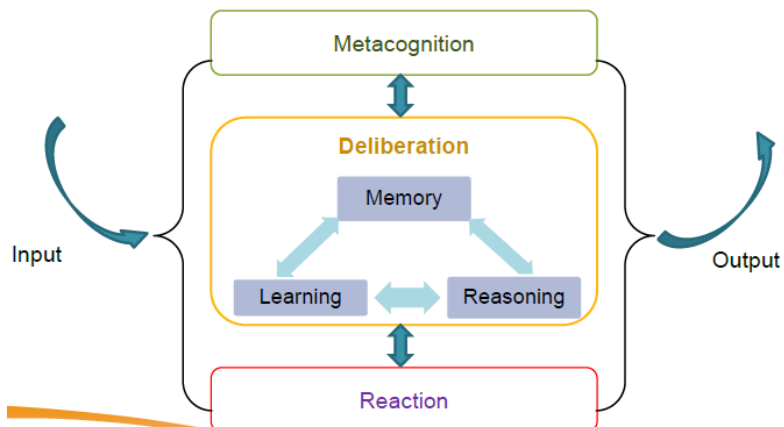 Metacognition
Deliberation
Memory
Input
Output
Learning
Reasoning
Reaction